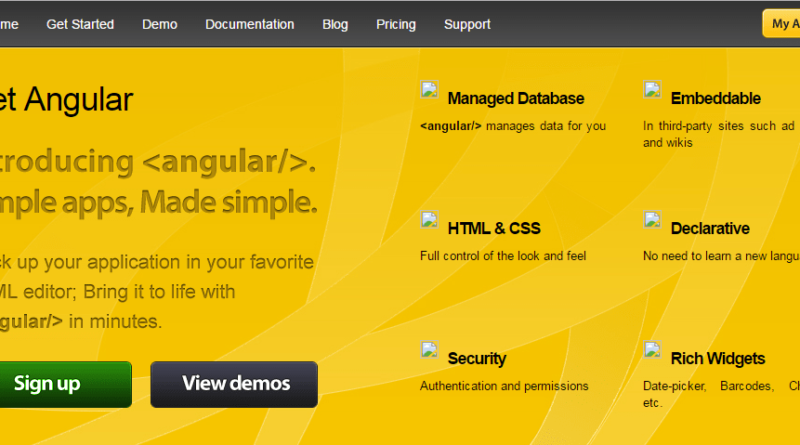 me
Get Started
Demo
Documentation
Blog
Pricing
Support
My A
et Angular
troducing <angular/>.
mple apps, Made simple.
ck up your application in your favorite
ML editor; Bring it to life with
gular/> in minutes.
Sign up
View demos
Managed Database
<angular/> manages data for you
Embeddable
In third-party sites such ad
and wikis
HTML & CSS
Full control of the look and feel
Declarative
No need to learn a new langu
Security
Authentication and permissions
Rich Widgets
Date-picker, Barcodes, Ch
etc.